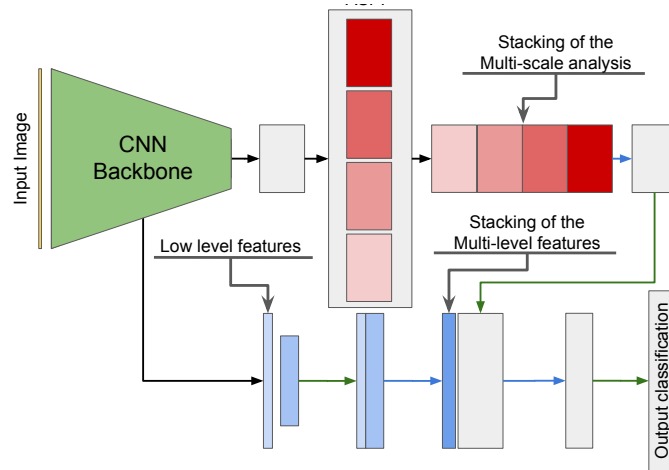 Stacking of the
Multi-scale analysis
Input Image
CNN
Backbone
Low level features
Stacking of the
Multi-level features
Output classification